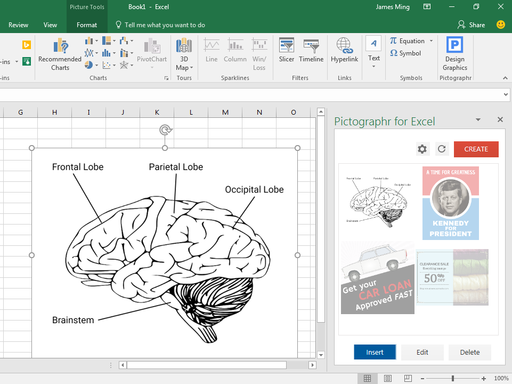 Picture Tools
Book1 - Excel
James Ming
Review
View
Format
Tell me what you want to do
Share
Recommended
Charts
PivotChart
3D
Map
Line
Column
Win/
Loss
Slicer
Timeline
Hyperlink
Text
Equation
Symbol
Design
Graphics
Charts
Tours
Sparklines
Filters
Links
Symbols
Pictographr
G H I J K L M N O
Frontal Lobe
Parietal Lobe
Occipital Lobe
Brainstem
Pictographr for Excel
CREATE
A TIME FOR GREATNESS
KENNEDY
FOR
PRESIDENT
Get your
CAR LOAN
Approved FAST
CLEARANCE SALE
50%
Insert
Edit
Delete
100%